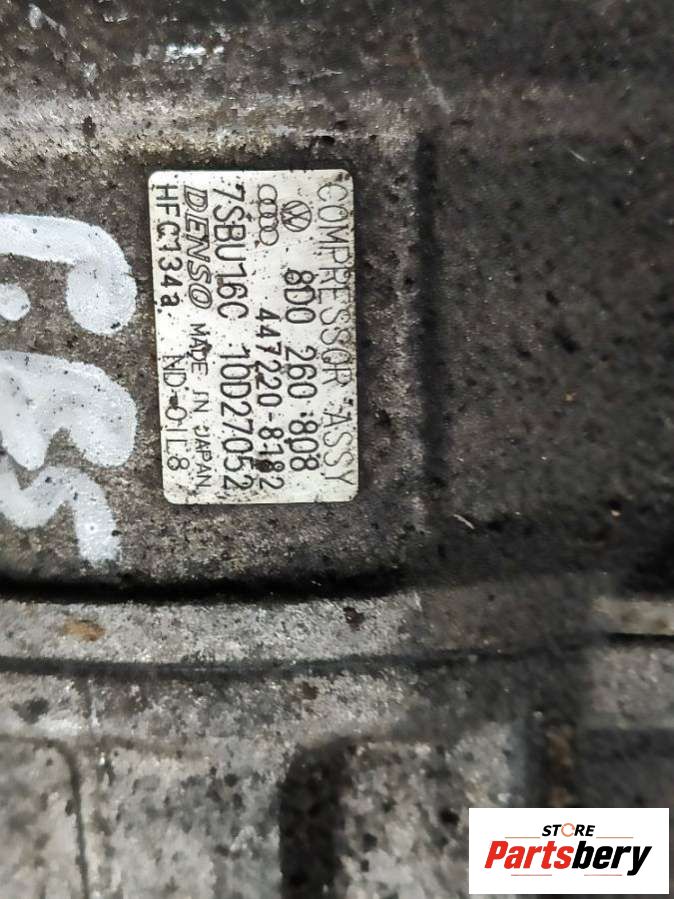 COMPRESSOR ASSY
8D0 260 808
447220-8182
7SBU16C 10D27052
DENSO MADE IN JAPAN
HFC134a ND-OIL8
STORE
Partsbery